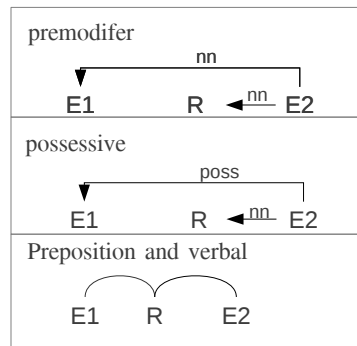 premodifer
nn
E1 R nn E2
possessive
poss
E1 R nn E2
Preposition and verbal
E1 R E2